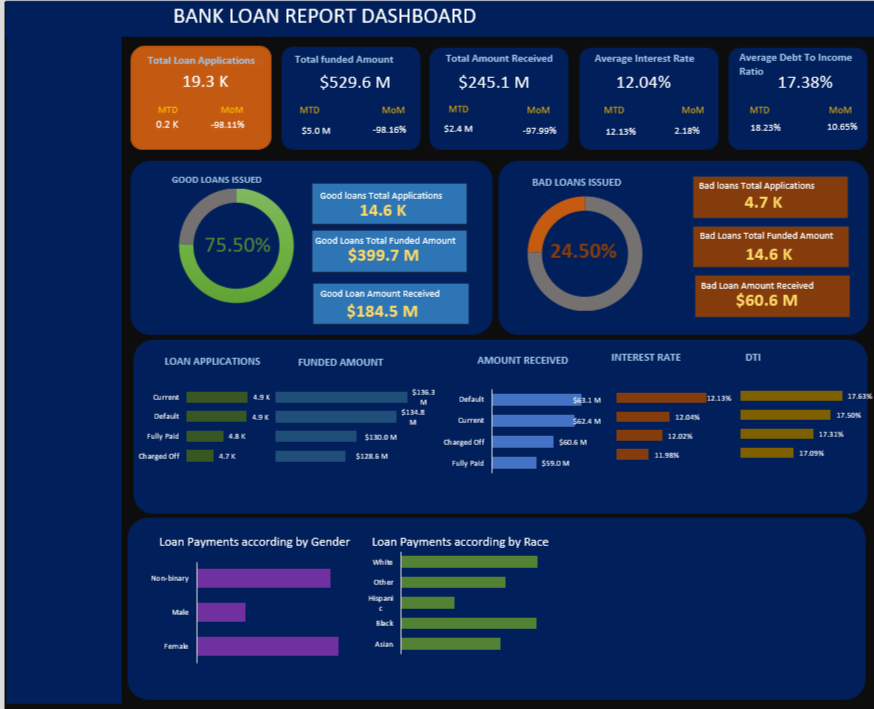 BANK LOAN REPORT DASHBOARD
Total Loan Applications
19.3 K
MTD MoM
0.2 K -98.11%
Total funded Amount
$529.6 M
MTD MoM
$5.0 M -98.16%
Total Amount Received
$245.1 M
MTD MoM
$2.4 M -97.99%
Average Interest Rate
12.04%
MTD MoM
12.13% 2.18%
Average Debt To Income
Ratio
17.38%
MTD MoM
18.23% 10.65%
GOOD LOANS ISSUED
75.50%
Good loans Total Applications
14.6 K
Good Loans Total Funded Amount
$399.7 M
Good Loan Amount Received
$184.5 M
BAD LOANS ISSUED
24.50%
Bad loans Total Applications
4.7 K
Bad Loans Total Funded Amount
14.6 K
Bad Loan Amount Received
$60.6 M
LOAN APPLICATIONS
Current 4.9 K
Default 4.9 K
Fully Paid 4.8 K
Charged Off 4.7 K
FUNDED AMOUNT
$136.3
M
$134.8
M
$130.0 M
$128.6 M
AMOUNT RECEIVED
Default $63.1 M
Current $62.4 M
Charged Off $60.6 M
Fully Paid $59.0 M
INTEREST RATE
12.13%
12.04%
12.02%
11.98%
DTI
17.63%
17.50%
17.31%
17.09%
Loan Payments according by Gender
Non-binary
Male
Female
Loan Payments according by Race
White
Other
Hispani
c
Black
Asian